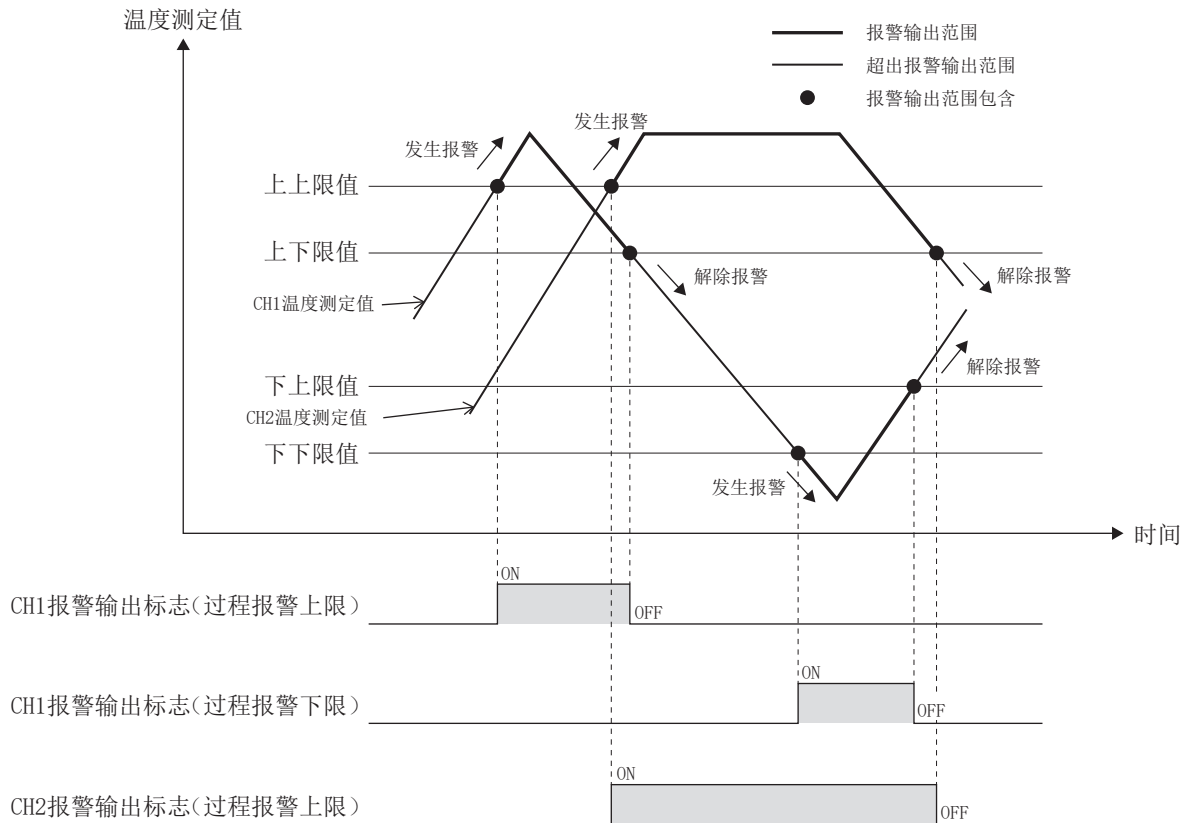 温度测定值
报警输出范围
超出报警输出范围
报警输出范围包含
发生报警
发生报警
上上限值
上下限值
解除报警
解除报警
CH1温度测定值
下上限值
解除报警
CH2温度测定值
下下限值
发生报警
时间
ON
CH1报警输出标志(过程报警上限)
OFF
ON
CH1报警输出标志(过程报警下限)
OFF
ON
CH2报警输出标志(过程报警上限)
OFF